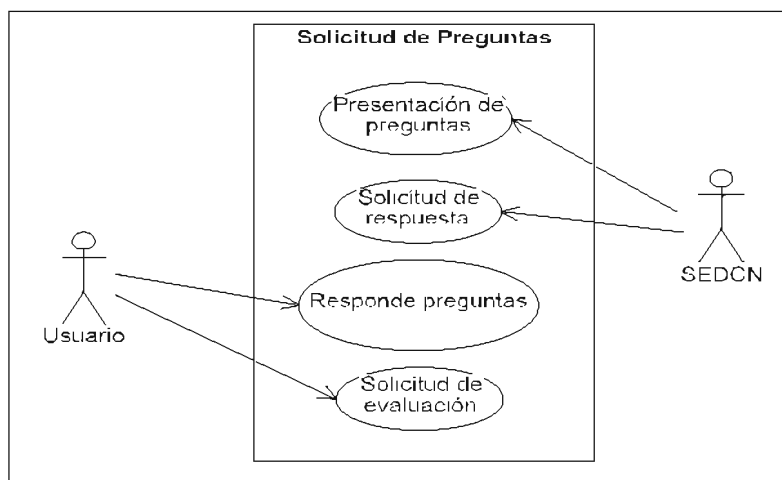 Solicitud de Preguntas
Presentación de
preguntas
Solicitud de
respuesta
SEDCN
Usuario
Responde preguntas
Solicitud de
evaluación